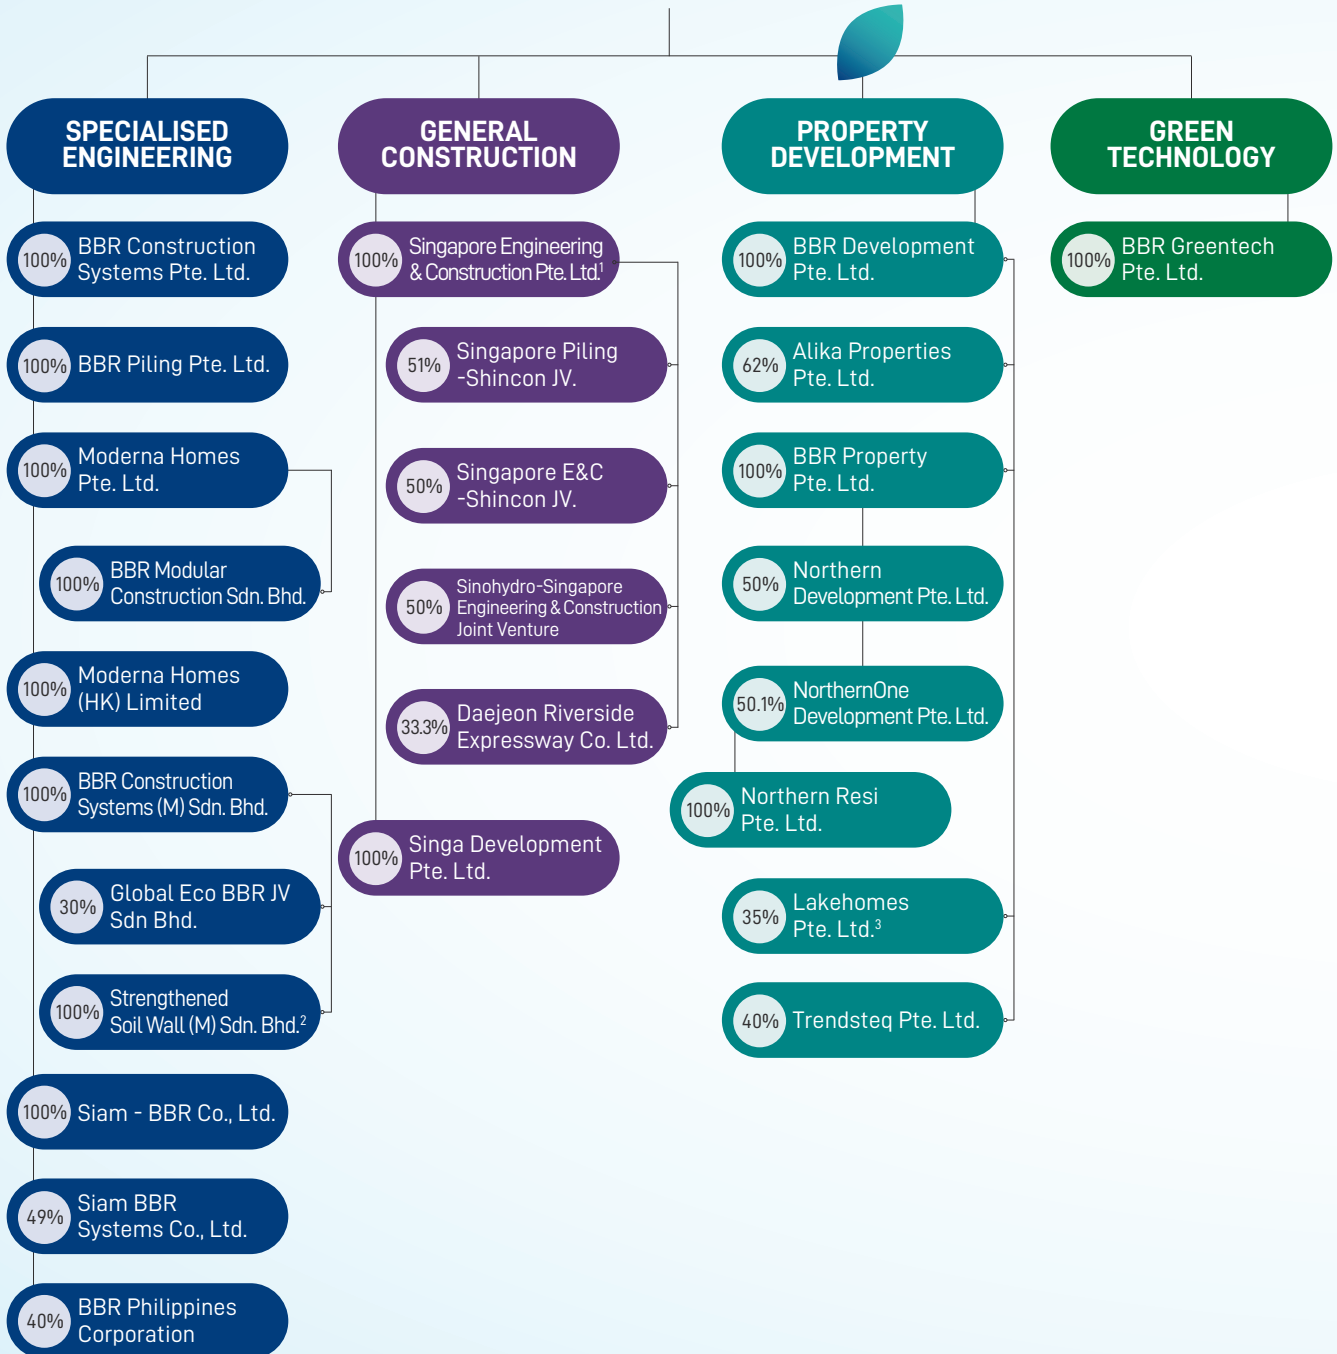 SPECIALISED
ENGINEERING
100%
BBR Construction
Systems Pte. Ltd.
100%
BBR Piling Pte. Ltd.
100%
Moderna Homes
Pte. Ltd.
100%
BBR Modular
Construction Sdn. Bhd.
100%
Moderna Homes
(HK) Limited
100%
BBR Construction
Systems (M) Sdn. Bhd.
30%
Global Eco BBR JV
Sdn Bhd.
100%
Strengthened
Soil Wall (M) Sdn. Bhd.²
100%
Siam - BBR Co., Ltd.
49%
Siam BBR
Systems Co., Ltd.
40%
BBR Philippines
Corporation
GENERAL
CONSTRUCTION
100%
Singapore Engineering
& Construction Pte. Ltd.¹
51%
Singapore Piling
-Shincon JV.
50%
Singapore E&C
-Shincon JV.
50%
Sinohydro-Singapore
Engineering & Construction
Joint Venture
33.3%
Daejeon Riverside
Expressway Co. Ltd.
100%
Singa Development
Pte. Ltd.
PROPERTY
DEVELOPMENT
100%
BBR Development
Pte. Ltd.
62%
Alika Properties
Pte. Ltd.
100%
BBR Property
Pte. Ltd.
50%
Northern
Development Pte. Ltd.
50.1%
NorthernOne
Development Pte. Ltd.
100%
Northern Resi
Pte. Ltd.
35%
Lakehomes
Pte. Ltd.³
40%
Trendsteq Pte. Ltd.
GREEN
TECHNOLOGY
100%
BBR Greentech
Pte. Ltd.